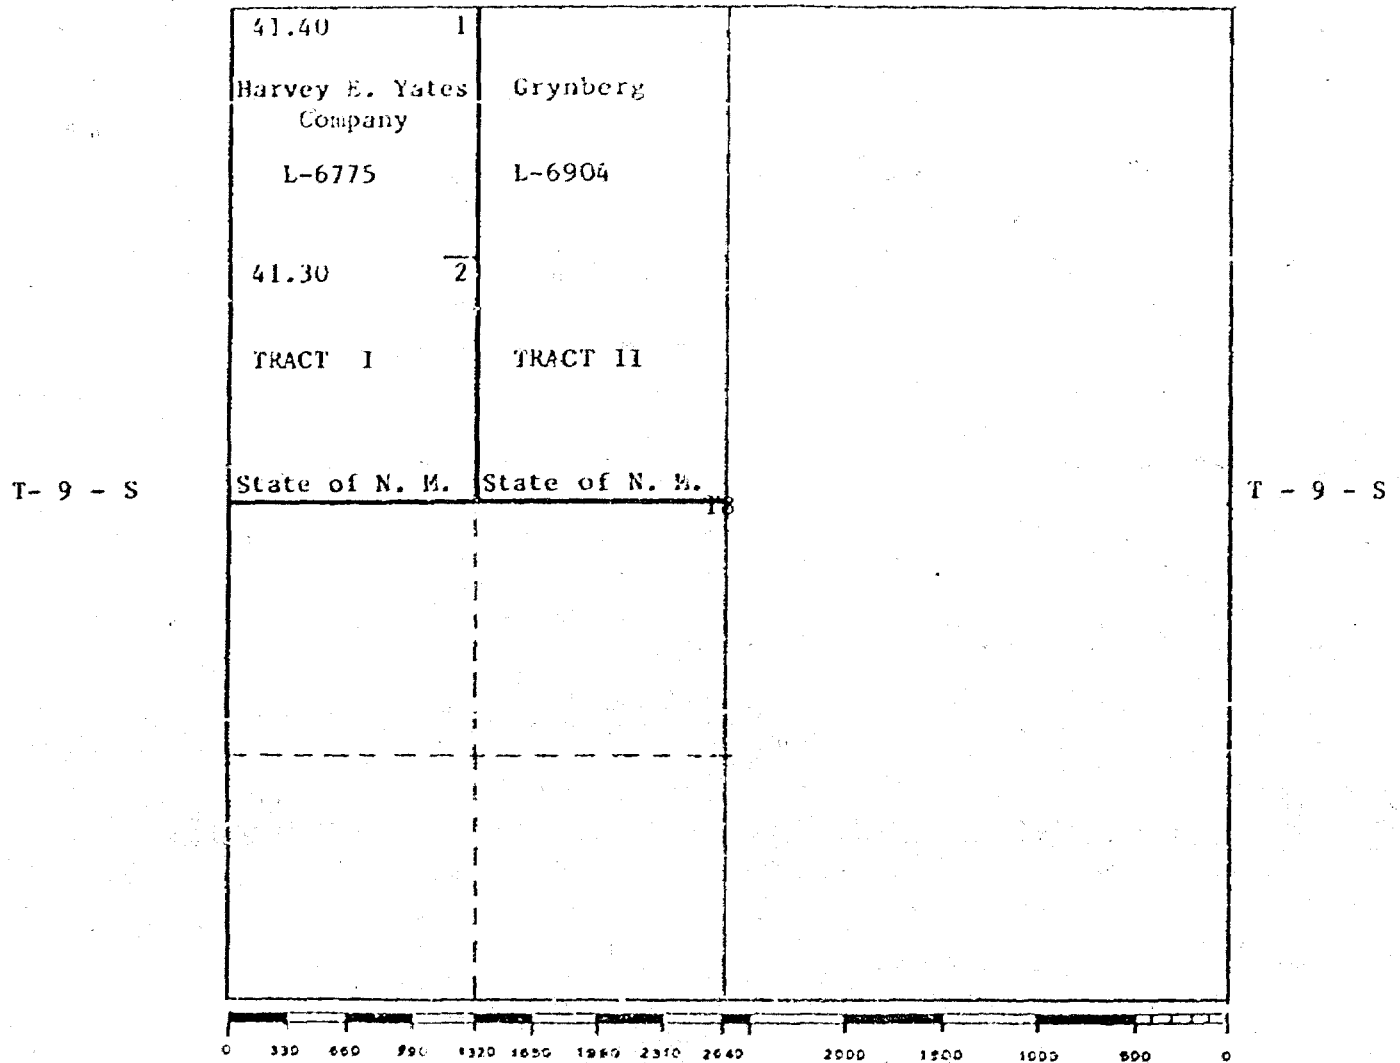 41.40 1
Harvey E. Yates
Company
Grynberg
L-6775
L-6904
41.30 2
TRACT I
TRACT II
State of N. M.
State of N. M.
18
T- 9 - S
T - 9 - S
0 330 660 990 1320 1650 1980 2310 2640 2000 1500 1000 500 0